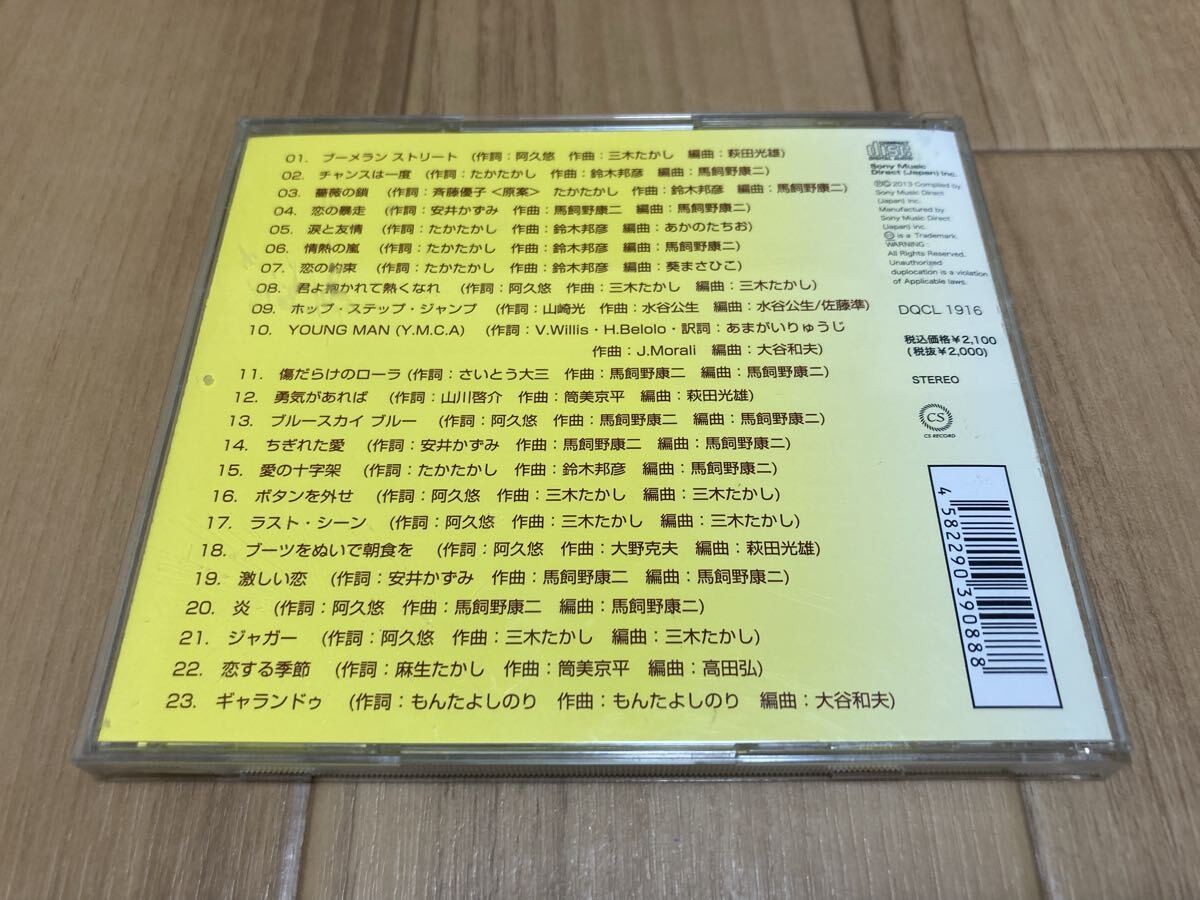 01. ブーメラン ストリート (作詞：阿久悠 作曲：三木たかし 編曲：萩田光雄)
02. チャンスは一度 (作詞：たかたかし 作曲：鈴木邦彦 編曲：馬飼野康二)
03. 薔薇の鎖 (作詞：斉藤優子<原案> たかたかし 作曲：鈴木邦彦 編曲：馬飼野康二)
04. 恋の暴走 (作詞：安井かずみ 作曲：馬飼野康二 編曲：馬飼野康二)
05. 涙と友情 (作詞：たかたかし 作曲：鈴木邦彦 編曲：あかのたちお)
06. 情熱の嵐 (作詞：たかたかし 作曲：鈴木邦彦 編曲：馬飼野康二)
07. 恋の約束 (作詞：たかたかし 作曲：鈴木邦彦 編曲：葵まさひこ)
08. 君よ抱かれて熱くなれ (作詞：阿久悠 作曲：三木たかし 編曲：三木たかし)
09. ホップ・ステップ・ジャンプ (作詞：山崎光 作曲：水谷公生 編曲：水谷公生/佐藤準)
10. YOUNG MAN (Y.M.C.A) (作詞：V.Willis・H.Belolo・訳詞：あまがいりゅうじ
作曲：J.Morali 編曲：大谷和夫)
11. 傷だらけのローラ (作詞：さいとう大三 作曲：馬飼野康二 編曲：馬飼野康二)
12. 勇気があれば (作詞：山川啓介 作曲：筒美京平 編曲：萩田光雄)
13. ブルースカイ ブルー (作詞：阿久悠 作曲：馬飼野康二 編曲：馬飼野康二)
14. ちぎれた愛 (作詞：安井かずみ 作曲：馬飼野康二 編曲：馬飼野康二)
15. 愛の十字架 (作詞：たかたかし 作曲：鈴木邦彦 編曲：馬飼野康二)
16. ボタンを外せ (作詞：阿久悠 作曲：三木たかし 編曲：三木たかし)
17. ラスト・シーン (作詞：阿久悠 作曲：三木たかし 編曲：三木たかし)
18. ブーツをぬいで朝食を (作詞：阿久悠 作曲：大野克夫 編曲：萩田光雄)
19. 激しい恋 (作詞：安井かずみ 作曲：馬飼野康二 編曲：馬飼野康二)
20. 炎 (作詞：阿久悠 作曲：馬飼野康二 編曲：馬飼野康二)
21. ジャガー (作詞：阿久悠 作曲：三木たかし 編曲：三木たかし)
22. 恋する季節 (作詞：麻生たかし 作曲：筒美京平 編曲：高田弘)
23. ギャランドゥ (作詞：もんたよしのり 作曲：もんたよしのり 編曲：大谷和夫)
COMPACT
disc
DIGITAL AUDIO
Sony Music
Direct (Japan) Inc.
℗© 2013 Compiled by
Sony Music Direct
(Japan) Inc.
Manufactured by
Sony Music Direct
(Japan) Inc.
CS is a Trademark.
WARNING :
All Rights Reserved.
Unauthorized
duplocation is a violation
of Applicable laws.
DQCL 1916
税込価格¥2,100
(税抜¥2,000)
STEREO
CS
CS RECORD
4582290390888